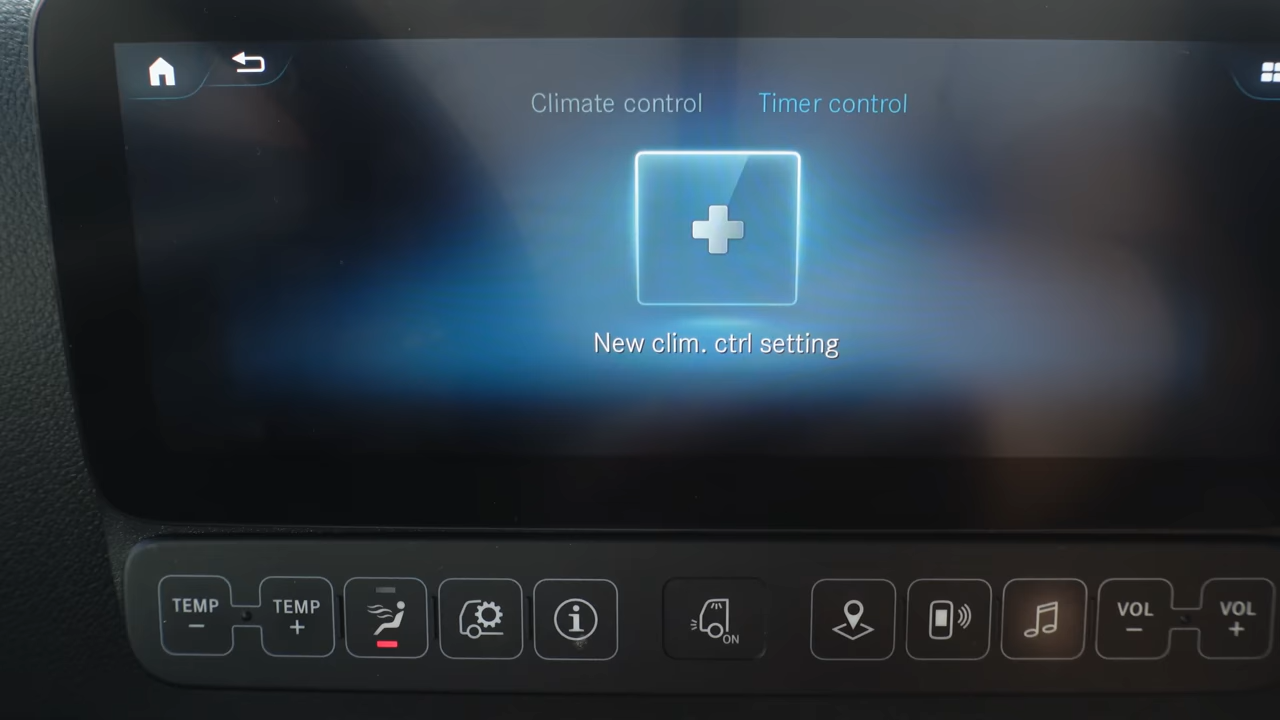 Climate control Timer control
New clim. ctrl setting
TEMP
−
TEMP
+
ON
VOL
−
VOL
+